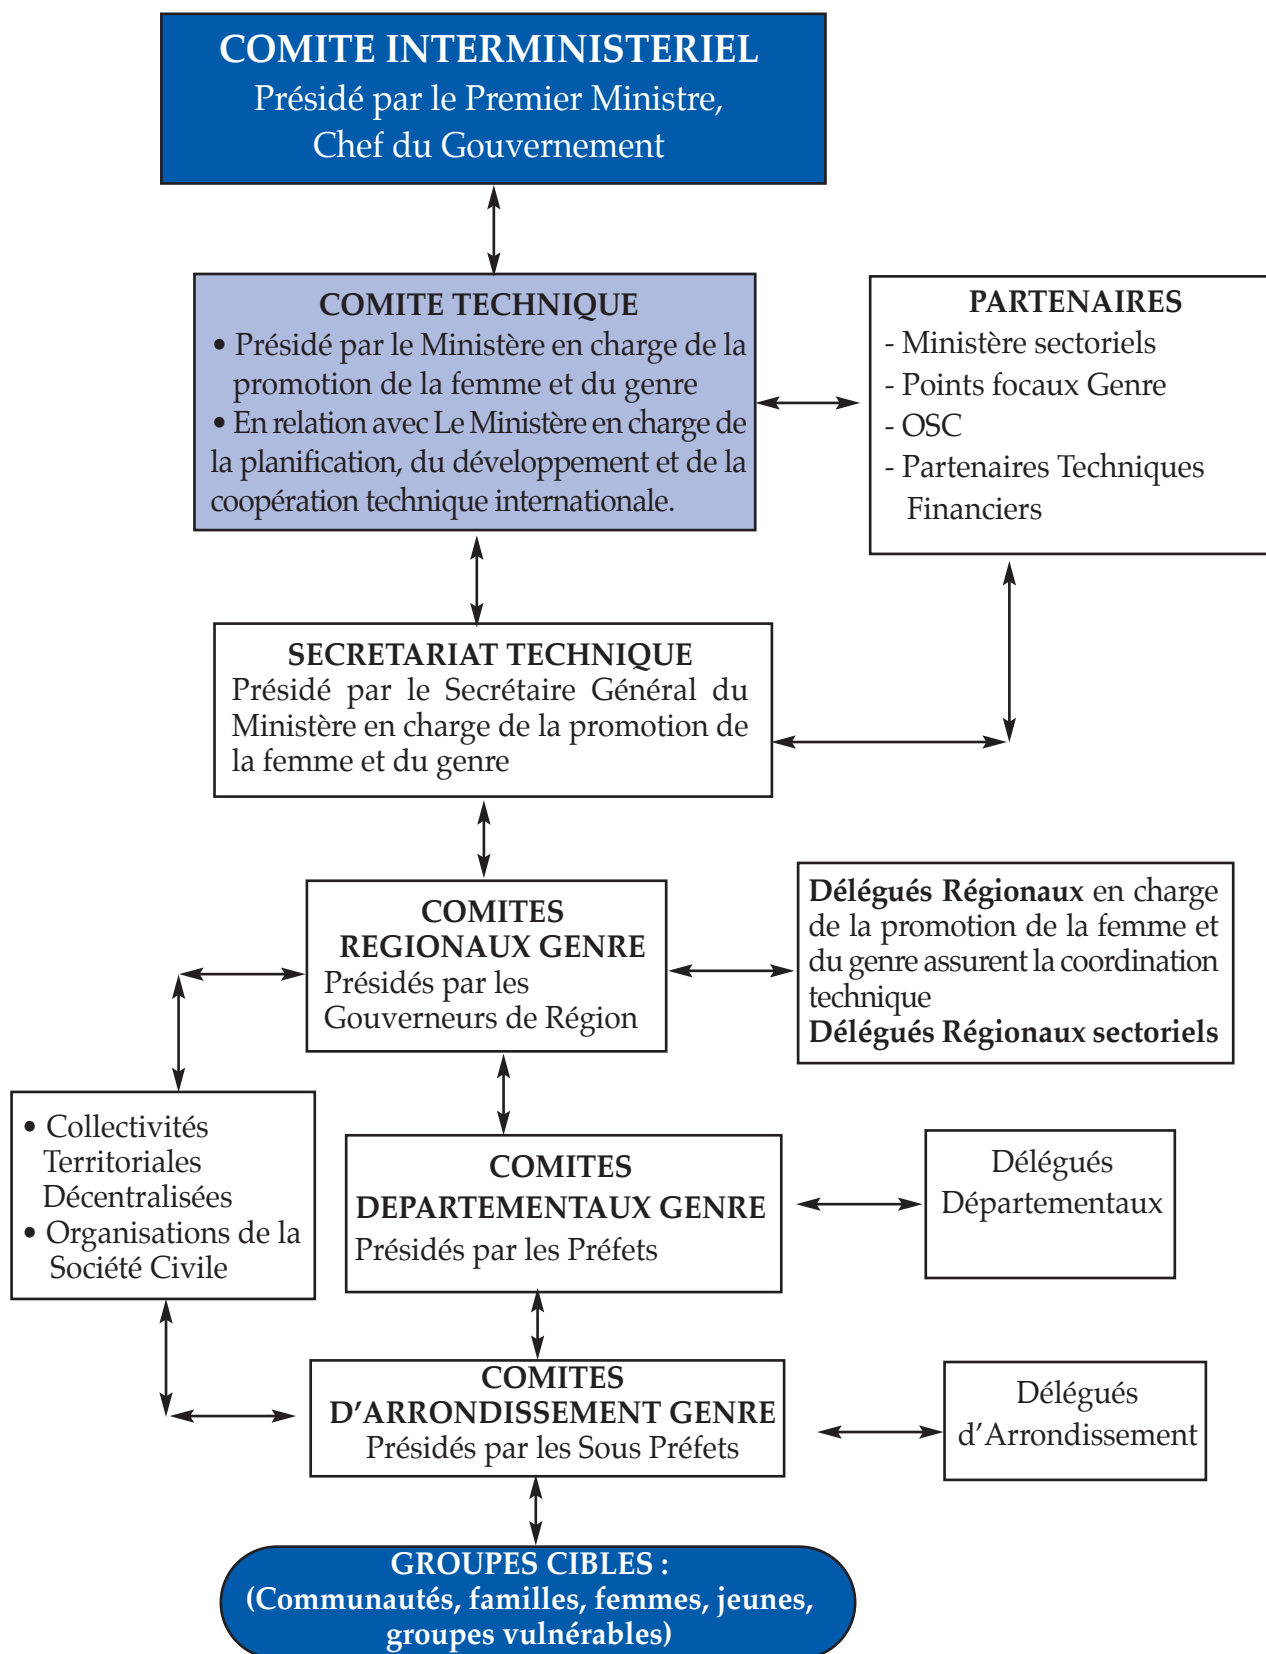 COMITE INTERMINISTERIEL
Présidé par le Premier Ministre,
Chef du Gouvernement
COMITE TECHNIQUE
• Présidé par le Ministère en charge de la
promotion de la femme et du genre
• En relation avec Le Ministère en charge de
la planification, du développement et de la
coopération technique internationale.
PARTENAIRES
- Ministère sectoriels
- Points focaux Genre
- OSC
- Partenaires Techniques
Financiers
SECRETARIAT TECHNIQUE
Présidé par le Secrétaire Général du
Ministère en charge de la promotion de
la femme et du genre
COMITES
REGIONAUX GENRE
Présidés par les
Gouverneurs de Région
Délégués Régionaux en charge
de la promotion de la femme et
du genre assurent la coordination
technique
Délégués Régionaux sectoriels
• Collectivités
Territoriales
Décentralisées
• Organisations de la
Société Civile
COMITES
DEPARTEMENTAUX GENRE
Présidés par les Préfets
Délégués
Départementaux
COMITES
D'ARRONDISSEMENT GENRE
Présidés par les Sous Préfets
Délégués
d'Arrondissement
GROUPES CIBLES :
(Communautés, familles, femmes, jeunes,
groupes vulnérables)